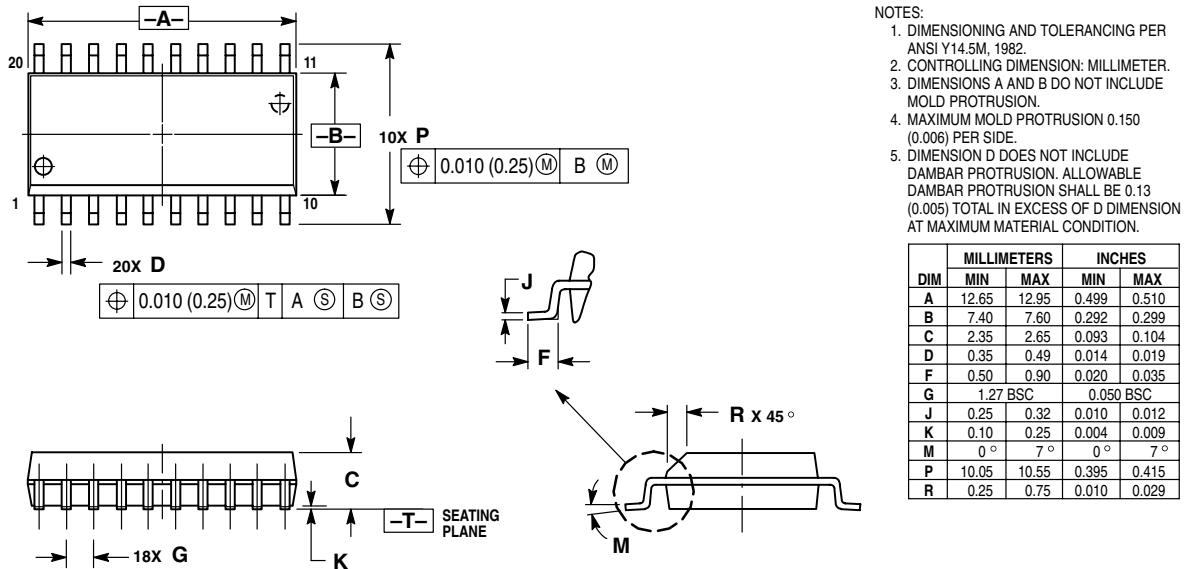 –A–
20
11
–B–
10X P
0.010 (0.25) Ⓜ B Ⓜ
1
10
20X D
0.010 (0.25) Ⓜ T A Ⓢ B Ⓢ
J
F
R X 45°
C
–T– SEATING
PLANE
M
18X G
K
NOTES:
1. DIMENSIONING AND TOLERANCING PER
ANSI Y14.5M, 1982.
2. CONTROLLING DIMENSION: MILLIMETER.
3. DIMENSIONS A AND B DO NOT INCLUDE
MOLD PROTRUSION.
4. MAXIMUM MOLD PROTRUSION 0.150
(0.006) PER SIDE.
5. DIMENSION D DOES NOT INCLUDE
DAMBAR PROTRUSION. ALLOWABLE
DAMBAR PROTRUSION SHALL BE 0.13
(0.005) TOTAL IN EXCESS OF D DIMENSION
AT MAXIMUM MATERIAL CONDITION.
MILLIMETERS INCHES
DIM MIN MAX MIN MAX
A 12.65 12.95 0.499 0.510
B 7.40 7.60 0.292 0.299
C 2.35 2.65 0.093 0.104
D 0.35 0.49 0.014 0.019
F 0.50 0.90 0.020 0.035
G 1.27 BSC 0.050 BSC
J 0.25 0.32 0.010 0.012
K 0.10 0.25 0.004 0.009
M 0° 7° 0° 7°
P 10.05 10.55 0.395 0.415
R 0.25 0.75 0.010 0.029